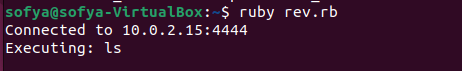 sofya@sofya-VirtualBox:~$ ruby rev.rb
Connected to 10.0.2.15:4444
Executing: ls